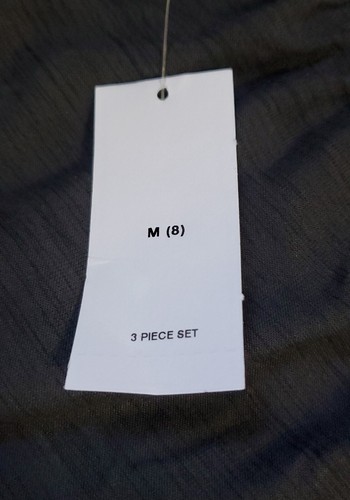 M (8)
3 PIECE SET